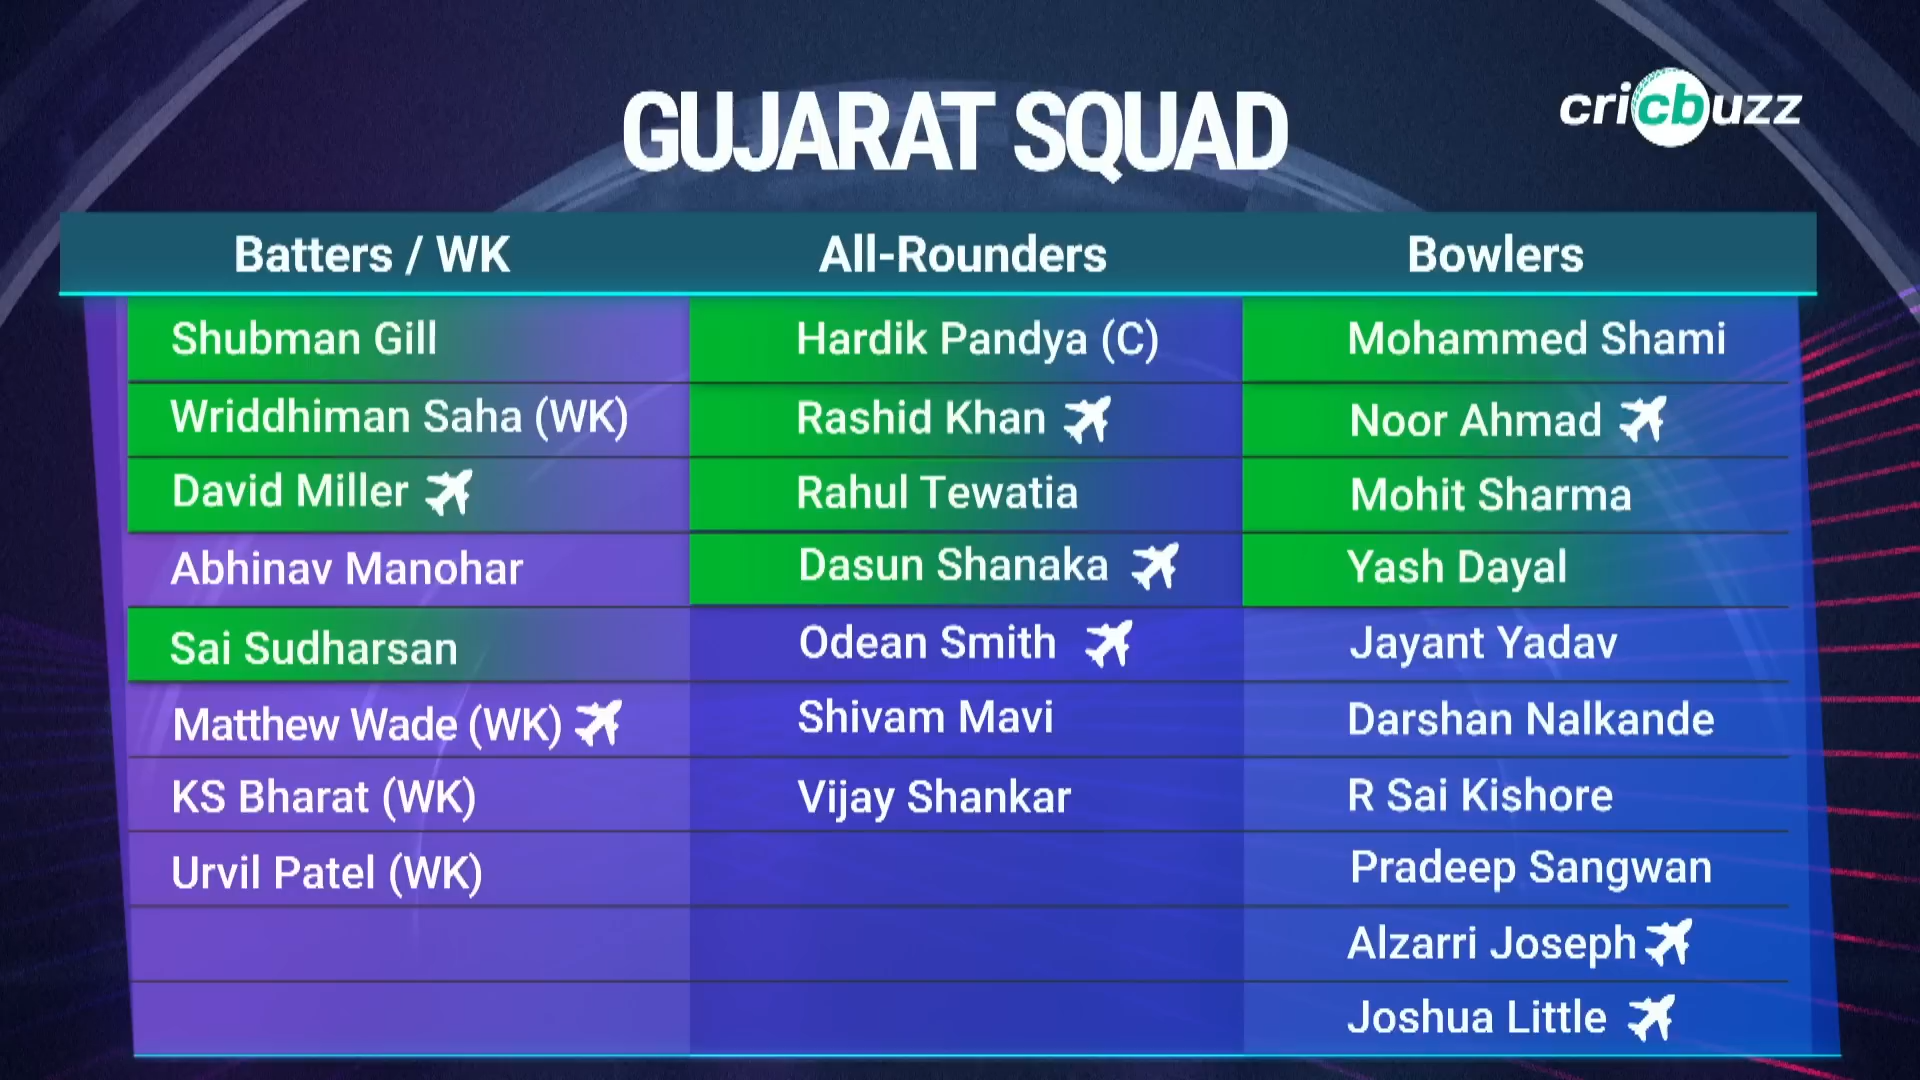 GUJARAT SQUAD
cricbuzz
Batters / WK All-Rounders Bowlers
Shubman Gill Hardik Pandya (C) Mohammed Shami
Wriddhiman Saha (WK) Rashid Khan Noor Ahmad
David Miller Rahul Tewatia Mohit Sharma
Abhinav Manohar Dasun Shanaka Yash Dayal
Sai Sudharsan Odean Smith Jayant Yadav
Matthew Wade (WK) Shivam Mavi Darshan Nalkande
KS Bharat (WK) Vijay Shankar R Sai Kishore
Urvil Patel (WK) Pradeep Sangwan
Alzarri Joseph
Joshua Little